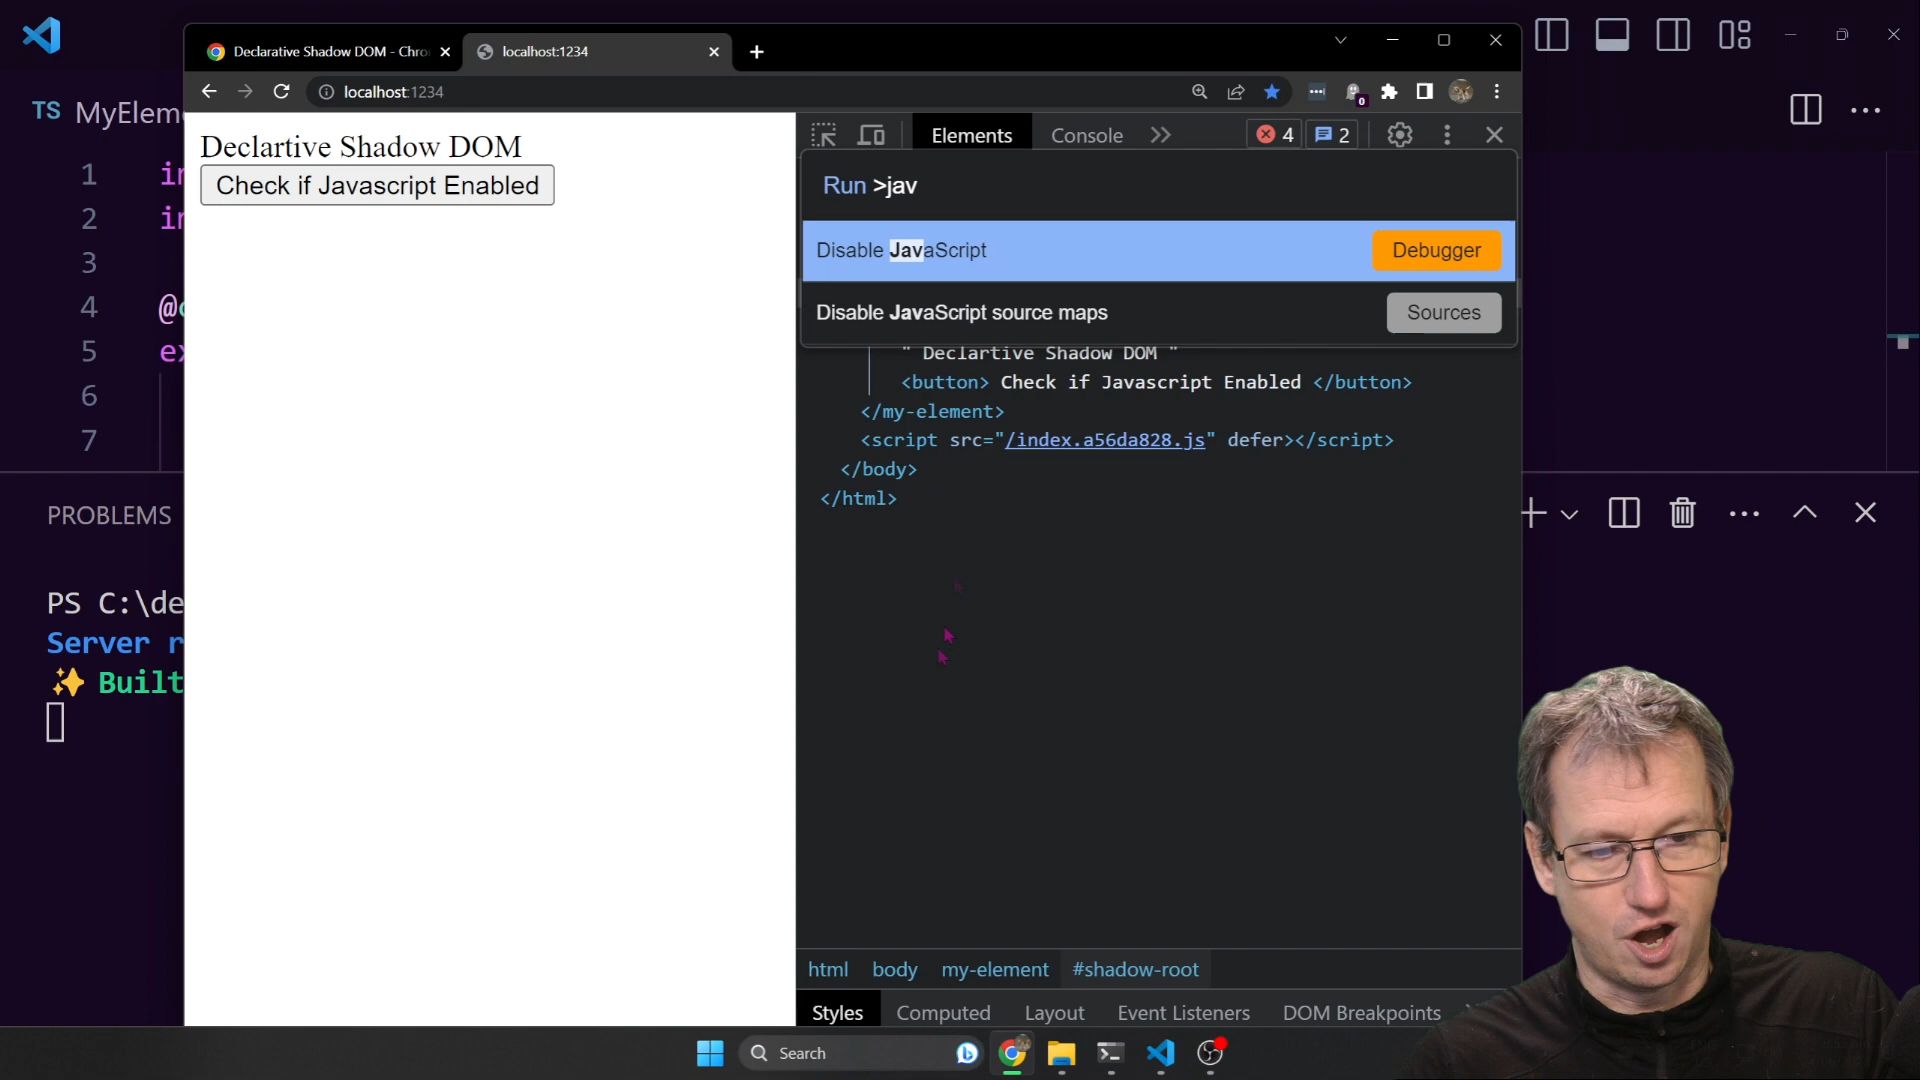 Declarative Shadow DOM - Chro
localhost:1234
localhost:1234
0
TS MyEleme
Declartive Shadow DOM
Check if Javascript Enabled
Elements
Console
4
2
Run >jav
Disable JavaScript
Debugger
Disable JavaScript source maps
Sources
" Declartive Shadow DOM "
<button> Check if Javascript Enabled </button>
</my-element>
<script src="/index.a56da828.js" defer></script>
</body>
</html>
1
2
3
4 @
5 ex
6
7
PROBLEMS
PS C:\de
Server r
✨ Built
html body my-element #shadow-root
Styles Computed Layout Event Listeners DOM Breakpoints
Search